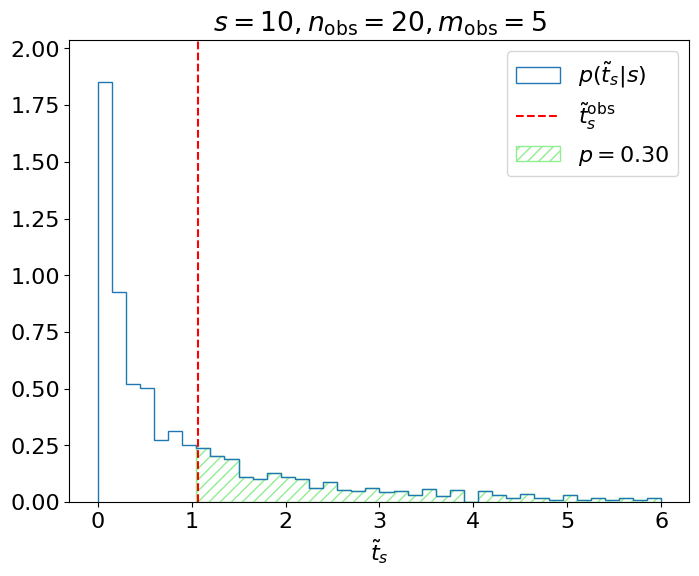 s = 10, n_obs = 20, m_obs = 5
2.00
1.75
1.50
1.25
1.00
0.75
0.50
0.25
0.00
p(t̃_s|s)
t̃_s^obs
p = 0.30
0 1 2 3 4 5 6
t̃_s